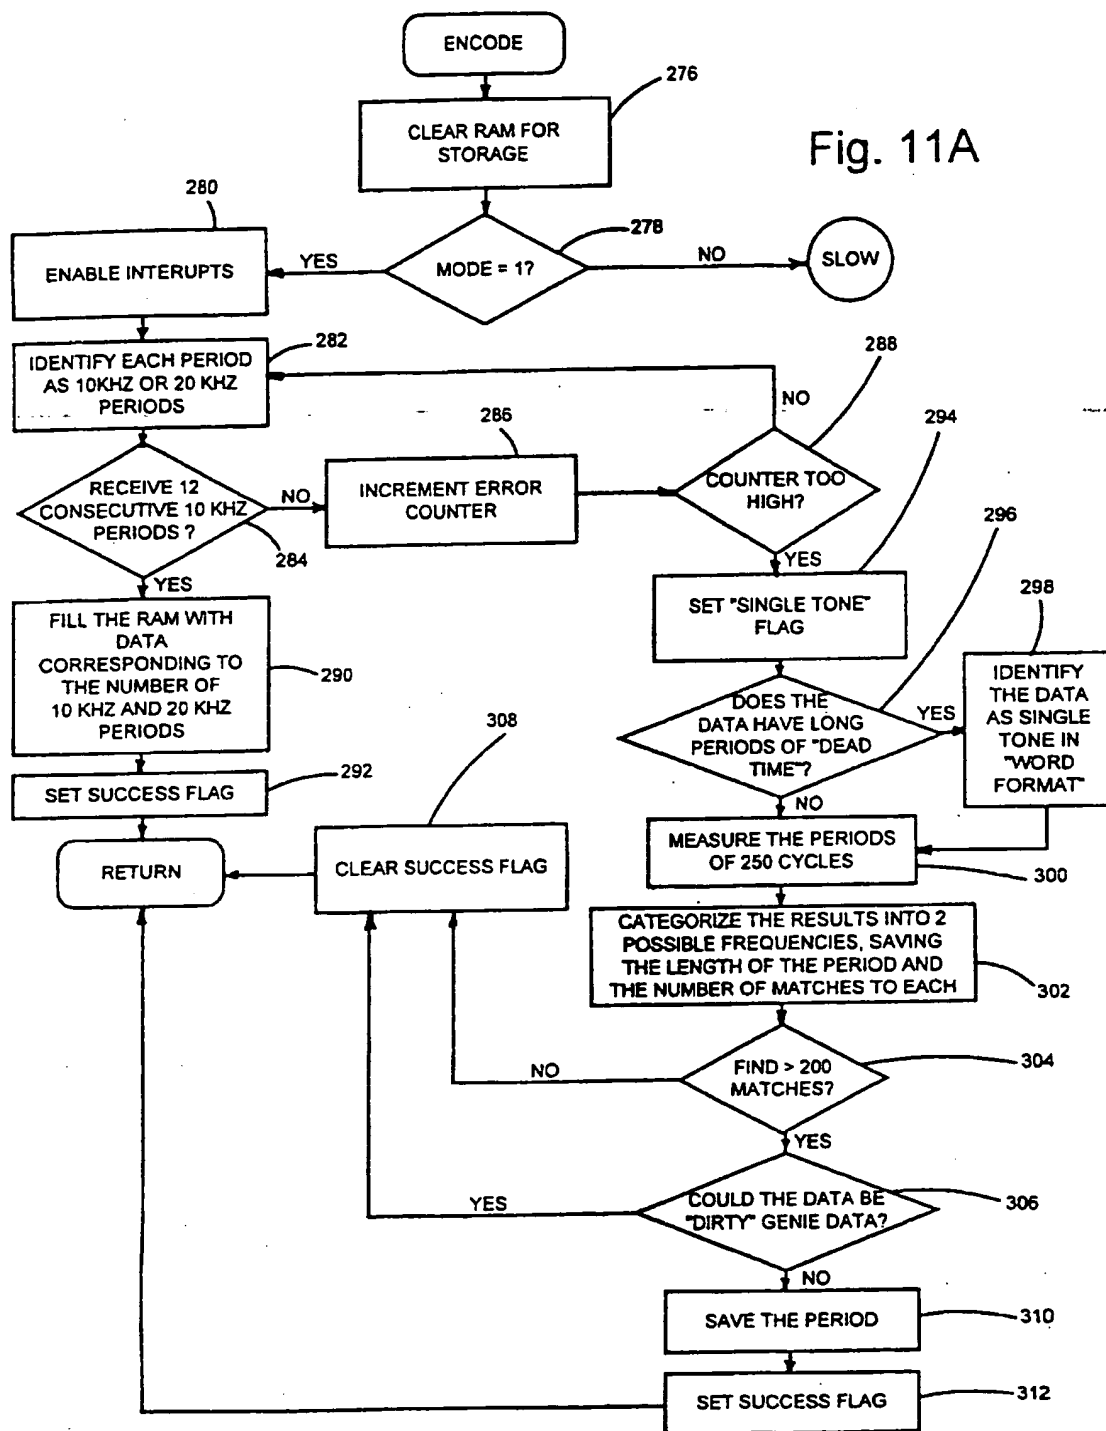 ENCODE
276
CLEAR RAM FOR
STORAGE
Fig. 11A
280
278
ENABLE INTERUPTS
YES
MODE = 1?
NO
SLOW
282
IDENTIFY EACH PERIOD
AS 10KHZ OR 20 KHZ
PERIODS
288
NO
286
294
RECEIVE 12
CONSECUTIVE 10 KHZ
PERIODS ?
NO
INCREMENT ERROR
COUNTER
COUNTER TOO
HIGH?
284
296
YES
YES
FILL THE RAM WITH
DATA
CORRESPONDING TO
THE NUMBER OF
10 KHZ AND 20 KHZ
PERIODS
290
SET "SINGLE TONE"
FLAG
298
DOES THE
DATA HAVE LONG
PERIODS OF "DEAD
TIME"?
YES
IDENTIFY
THE DATA
AS SINGLE
TONE IN
"WORD
FORMAT"
308
292
SET SUCCESS FLAG
NO
RETURN
CLEAR SUCCESS FLAG
MEASURE THE PERIODS
OF 250 CYCLES
300
CATEGORIZE THE RESULTS INTO 2
POSSIBLE FREQUENCIES, SAVING
THE LENGTH OF THE PERIOD AND
THE NUMBER OF MATCHES TO EACH
302
NO
FIND > 200
MATCHES?
304
YES
YES
COULD THE DATA BE
"DIRTY" GENIE DATA?
306
NO
SAVE THE PERIOD
310
SET SUCCESS FLAG
312